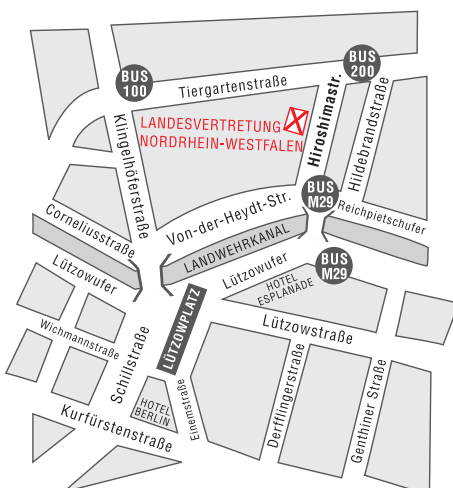 BUS
100
BUS
200
Tiergartenstraße
Hiroshimastr.
Hildebrandstraße
Klingelhöferstraße
LANDESVERTRETUNG
NORDRHEIN-WESTFALEN
BUS
M29
Reichpietschufer
Von-der-Heydt-Str.
Corneliusstraße
LANDWEHRKANAL
Lützowufer
Lützowufer
BUS
M29
HOTEL
ESPLANADE
LÜTZOWPLATZ
Lützowstraße
Wichmannstraße
Schillstraße
Einemstraße
Derfflingerstraße
Genthiner Straße
HOTEL
BERLIN
Kurfürstenstraße